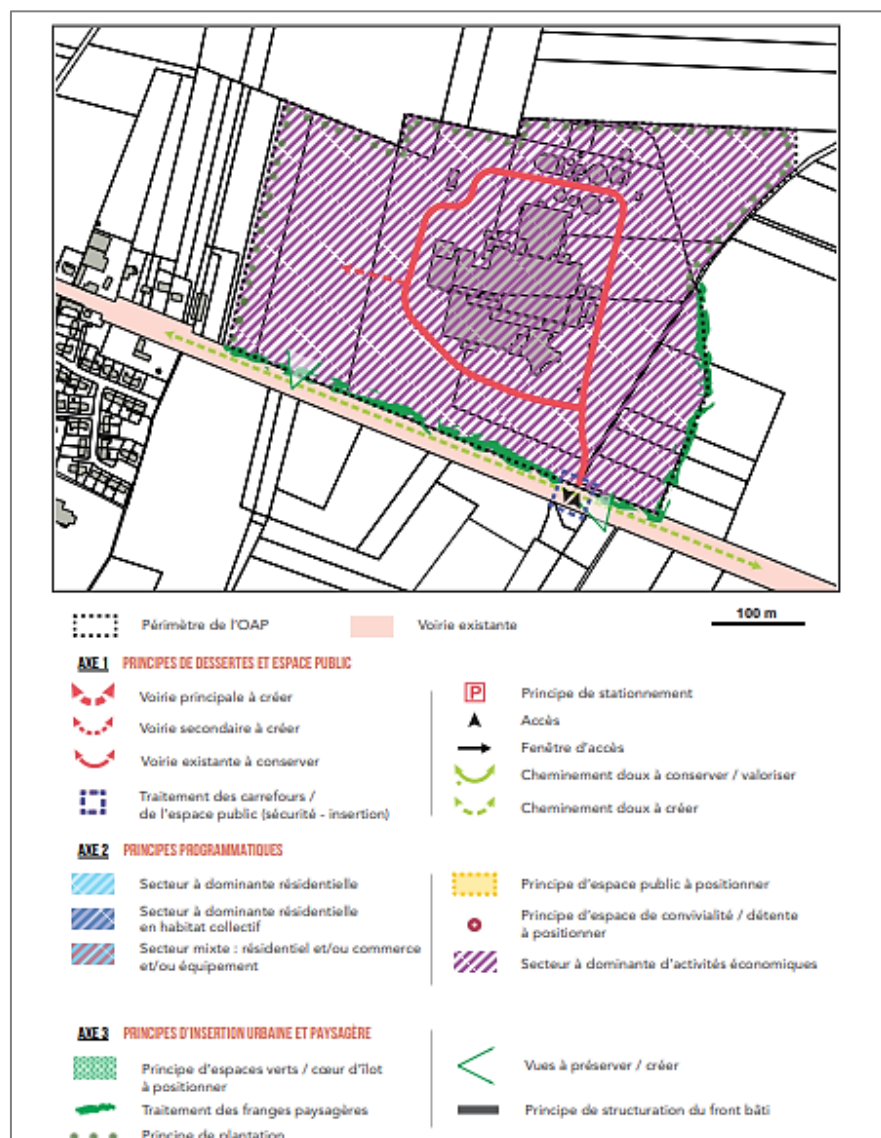 Périmètre de l'OAP
Voirie existante
100 m
AXE 1 PRINCIPES DE DESSERTES ET ESPACE PUBLIC
Voirie principale à créer
Voirie secondaire à créer
Voirie existante à conserver
Traitement des carrefours /
de l'espace public (sécurité - insertion)
P
Principe de stationnement
Accès
Fenêtre d'accès
Cheminement doux à conserver / valoriser
Cheminement doux à créer
AXE 2 PRINCIPES PROGRAMMATIQUES
Secteur à dominante résidentielle
Secteur à dominante résidentielle
en habitat collectif
Secteur mixte : résidentiel et/ou commerce
et/ou équipement
Principe d'espace public à positionner
Principe d'espace de convivialité / détente
à positionner
Secteur à dominante d'activités économiques
AXE 3 PRINCIPES D'INSERTION URBAINE ET PAYSAGÈRE
Principe d'espaces verts / cœur d'îlot
à positionner
Traitement des franges paysagères
Principe de plantation
Vues à préserver / créer
Principe de structuration du front bâti